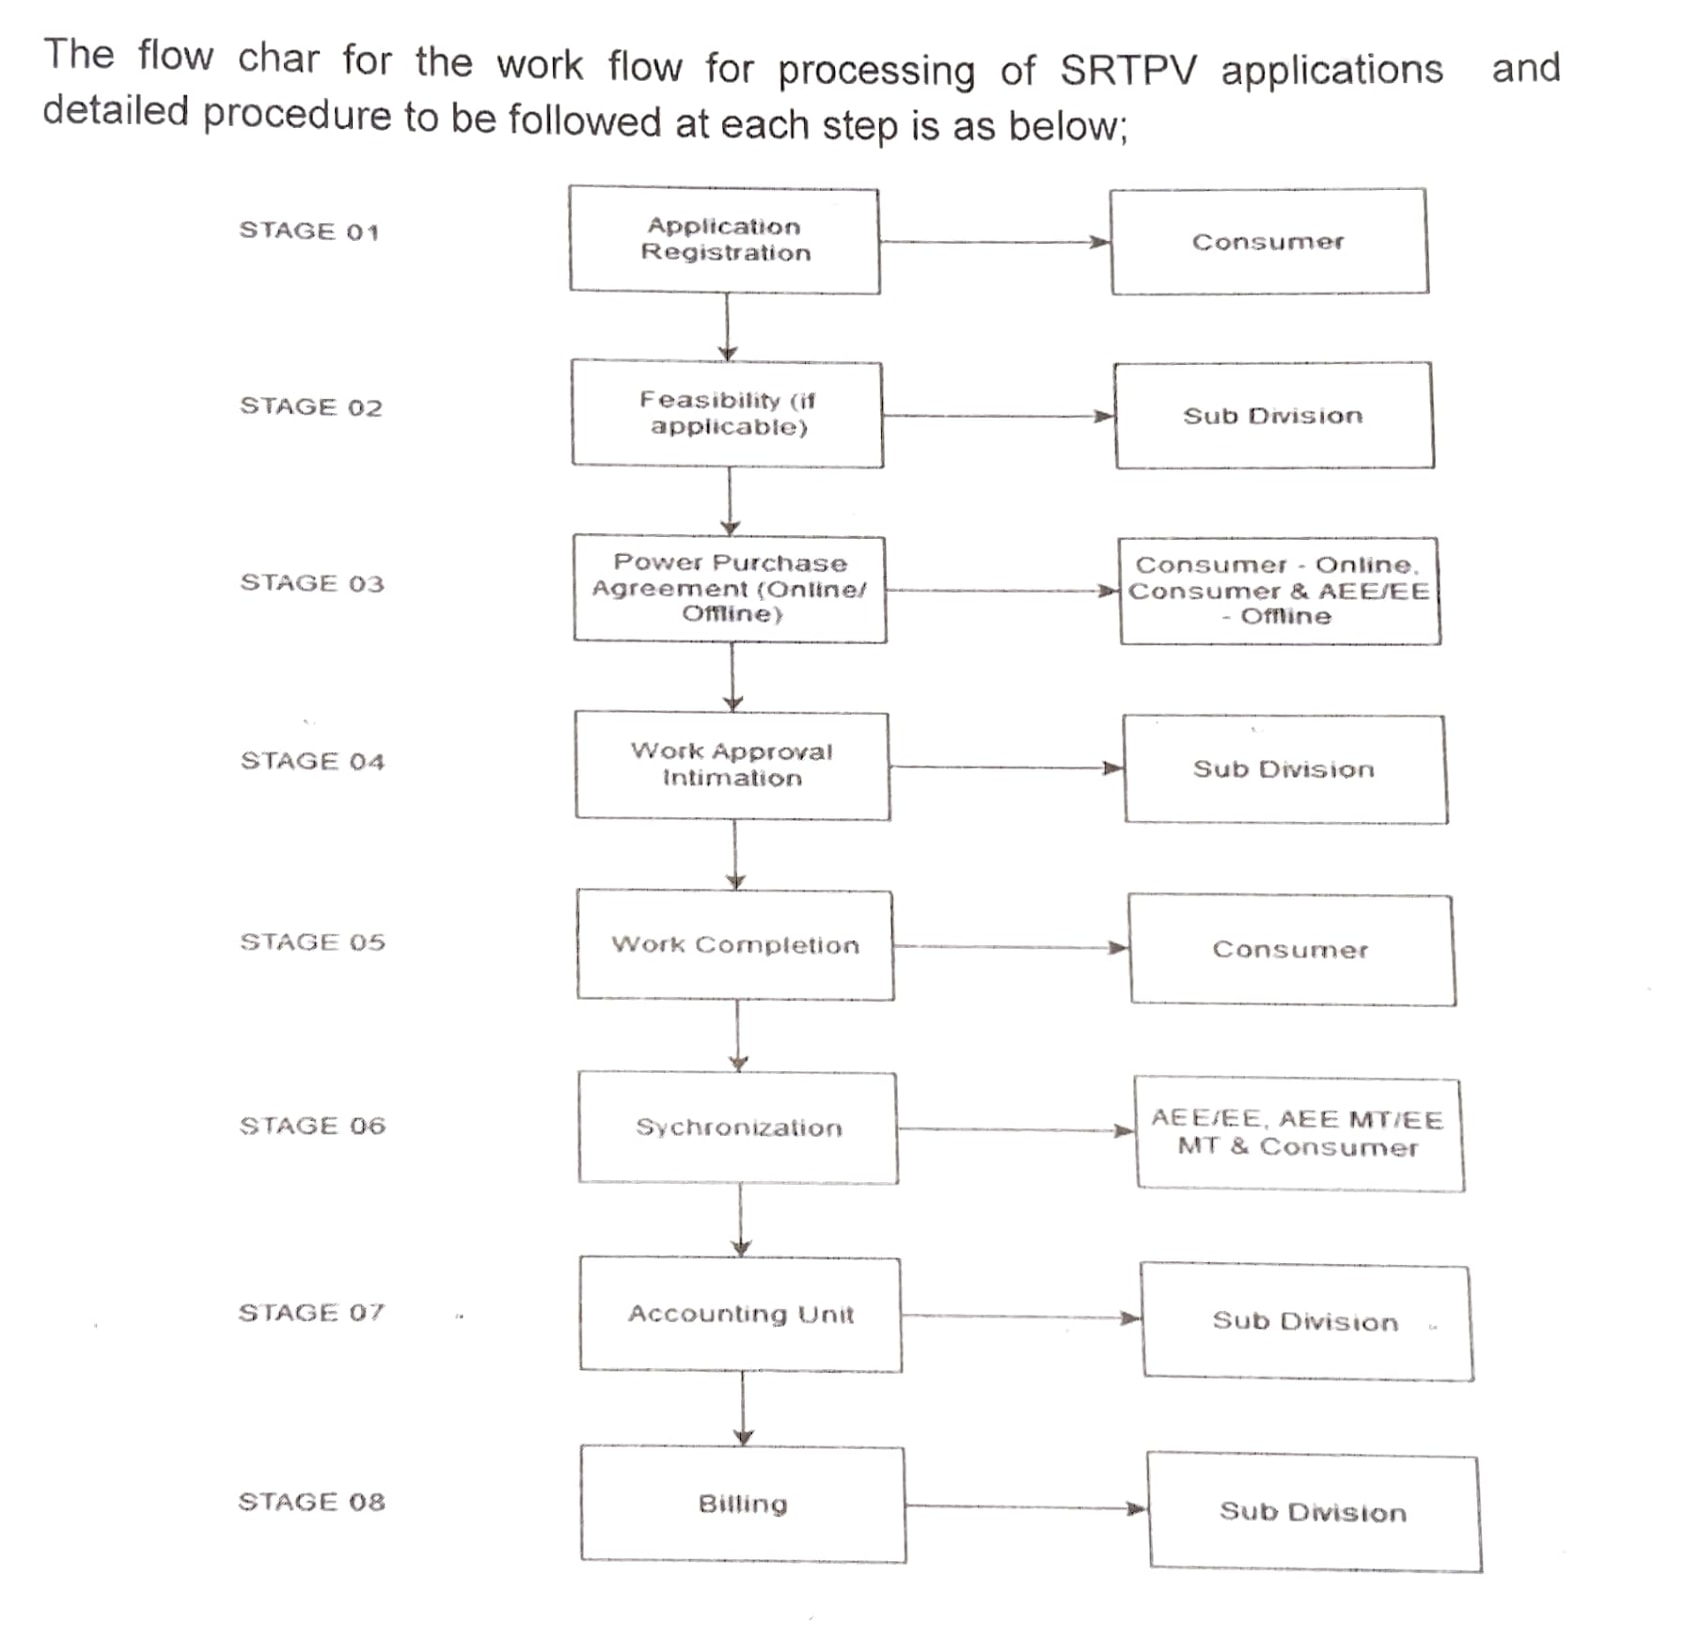 The flow char for the work flow for processing of SRTPV applications and
detailed procedure to be followed at each step is as below;
STAGE 01
Application
Registration
Consumer
STAGE 02
Feasibility (if
applicable)
Sub Division
STAGE 03
Power Purchase
Agreement (Online/
Offline)
Consumer - Online.
Consumer & AEE/EE
- Offline
STAGE 04
Work Approval
Intimation
Sub Division
STAGE 05
Work Completion
Consumer
STAGE 06
Sychronization
AEE/EE, AEE MT/EE
MT & Consumer
STAGE 07
Accounting Unit
Sub Division
STAGE 08
Billing
Sub Division